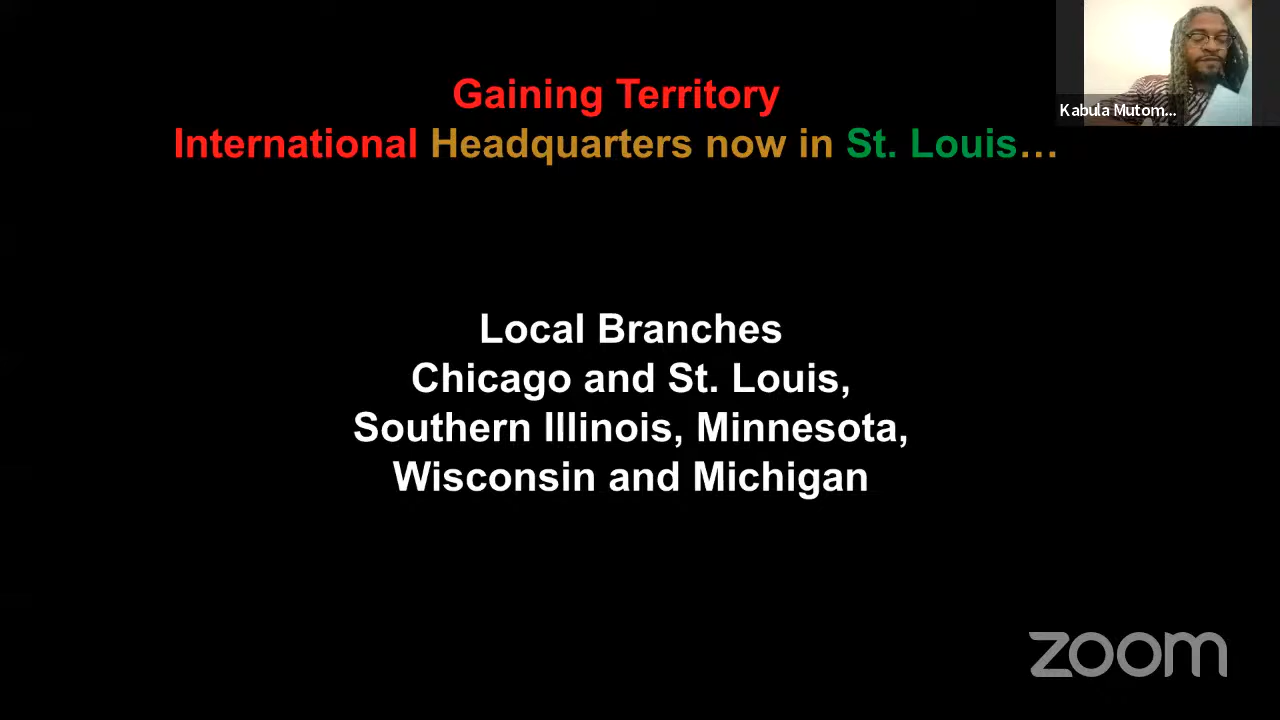 Gaining Territory
International Headquarters now in St. Louis...
Kabula Mutom...
Local Branches
Chicago and St. Louis,
Southern Illinois, Minnesota,
Wisconsin and Michigan
zoom